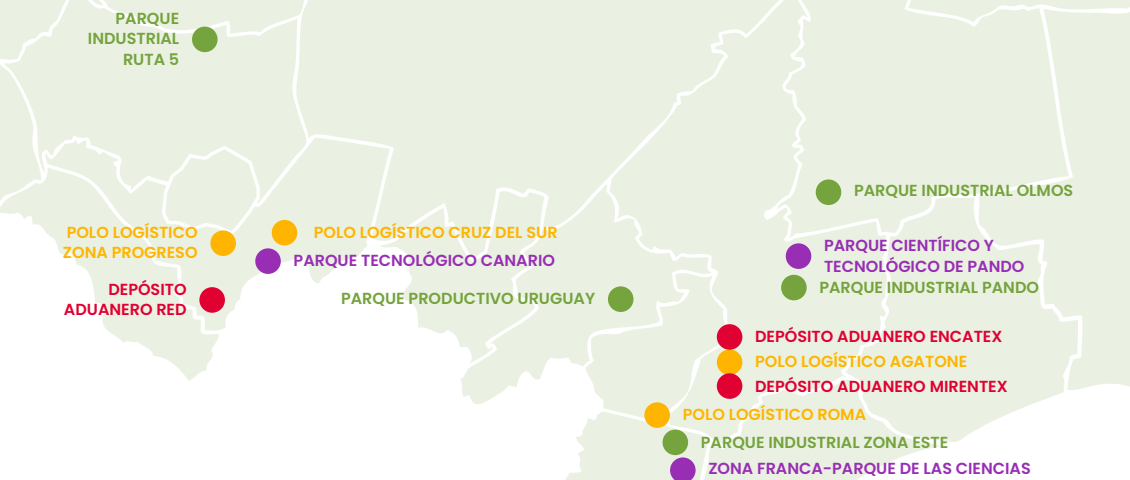 PARQUE
INDUSTRIAL
RUTA 5
PARQUE INDUSTRIAL OLMOS
POLO LOGÍSTICO
ZONA PROGRESO
POLO LOGÍSTICO CRUZ DEL SUR
PARQUE TECNOLÓGICO CANARIO
PARQUE CIENTÍFICO Y
TECNOLÓGICO DE PANDO
PARQUE INDUSTRIAL PANDO
DEPÓSITO
ADUANERO RED
PARQUE PRODUCTIVO URUGUAY
DEPÓSITO ADUANERO ENCATEX
POLO LOGÍSTICO AGATONE
DEPÓSITO ADUANERO MIRENTEX
POLO LOGÍSTICO ROMA
PARQUE INDUSTRIAL ZONA ESTE
ZONA FRANCA-PARQUE DE LAS CIENCIAS